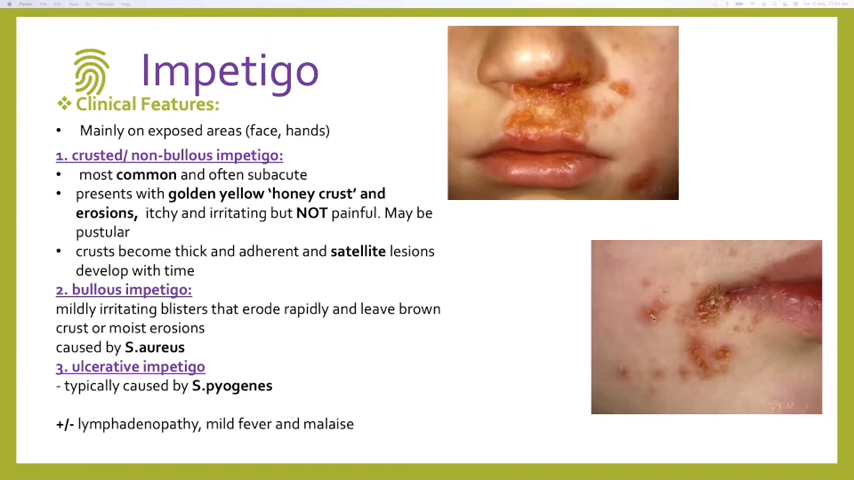 Impetigo
❖ Clinical Features:
• Mainly on exposed areas (face, hands)
1. crusted/ non-bullous impetigo:
• most common and often subacute
• presents with golden yellow ‘honey crust’ and
erosions, itchy and irritating but NOT painful. May be
pustular
• crusts become thick and adherent and satellite lesions
develop with time
2. bullous impetigo:
mildly irritating blisters that erode rapidly and leave brown
crust or moist erosions
caused by S.aureus
3. ulcerative impetigo
- typically caused by S.pyogenes
+/- lymphadenopathy, mild fever and malaise